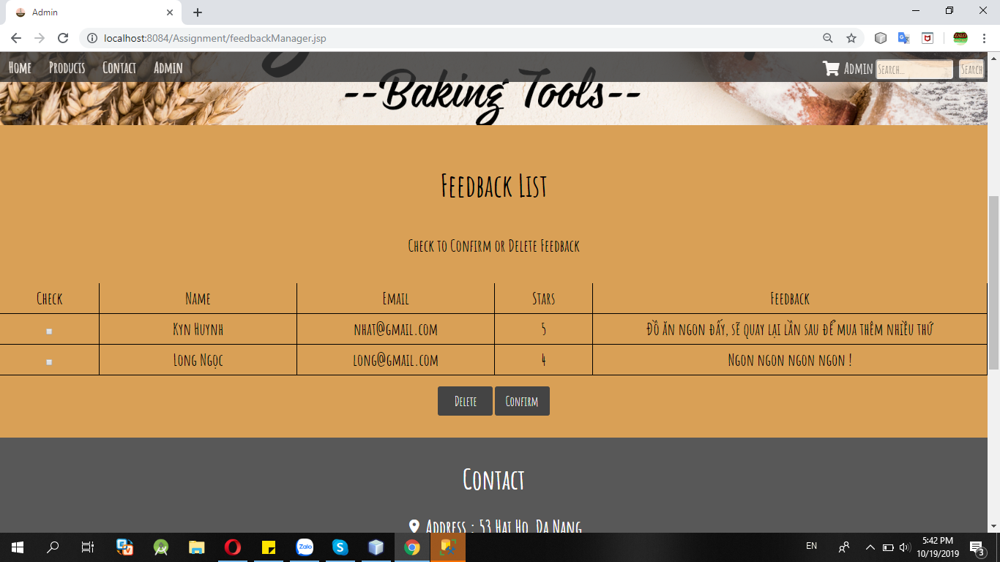 Admin
localhost:8084/Assignment/feedbackManager.jsp
Home Products Contact Admin Admin Search... Search
--Baking Tools--
Feedback List
Check to Confirm or Delete Feedback
Check Name Email Stars Feedback
Kyn Huynh nhat@gmail.com 5 Đồ ăn ngon đấy, sẽ quay lại lần sau để mua thêm nhiều thứ
Long Ngọc long@gmail.com 4 Ngon ngon ngon ngon !
Delete Confirm
Contact
Address : 53 Hai Ho, Da Nang
Zalo
EN
5:42 PM
10/19/2019
3